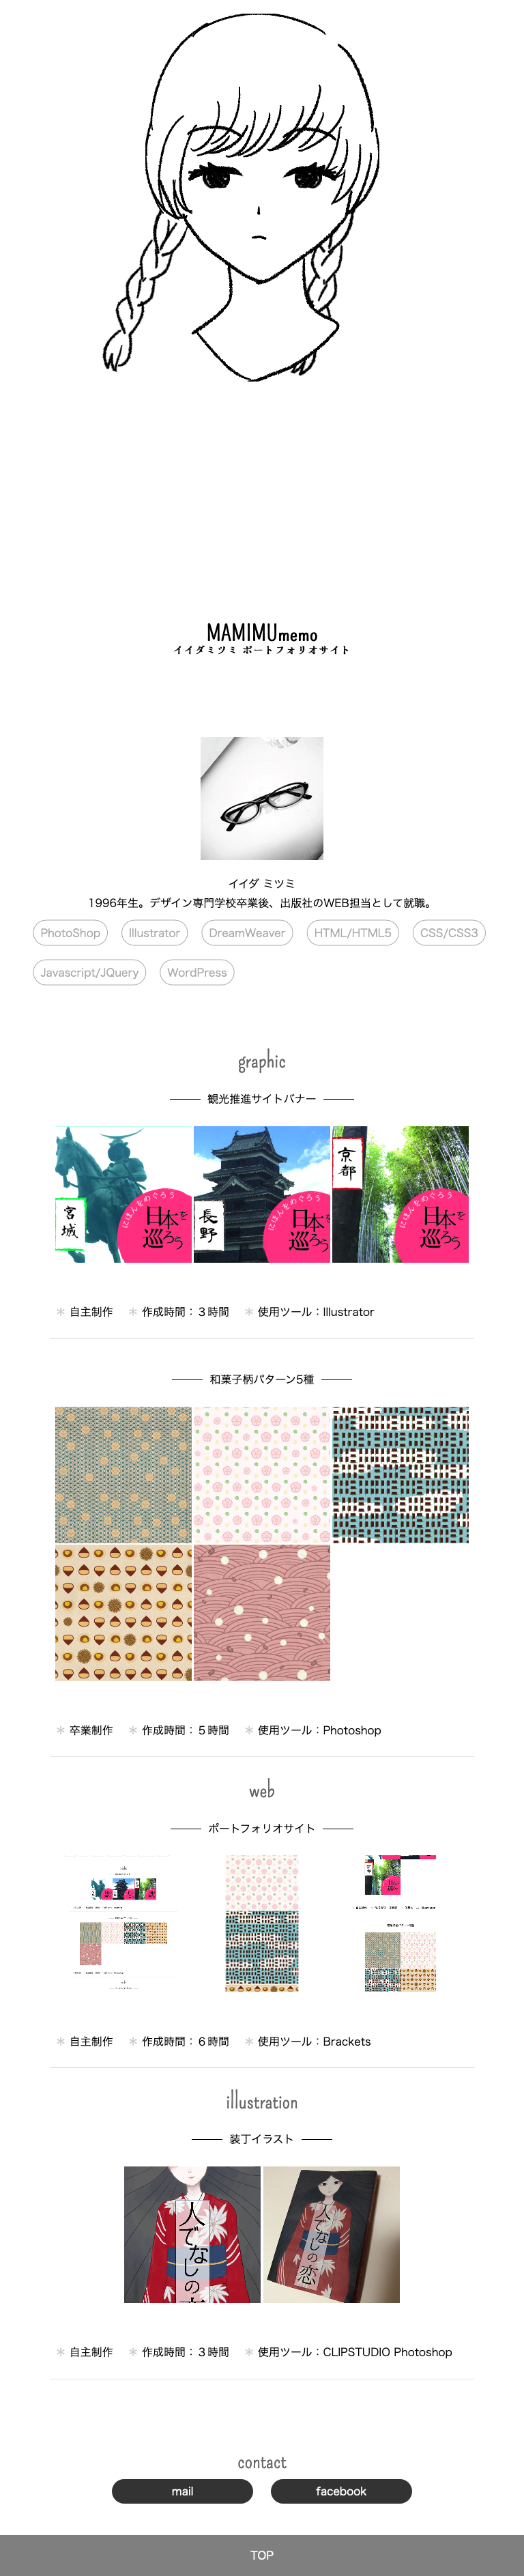 MAMIMUmemo
イイダミツミ ポートフォリオサイト
イイダ ミツミ
1996年生。デザイン専門学校卒業後、出版社のWEB担当として就職。
PhotoShop
Illustrator
DreamWeaver
HTML/HTML5
CSS/CSS3
Javascript/JQuery
WordPress
graphic
観光推進サイトバナー
宮城
にほんをめぐろう
日本を巡ろう
長野
にほんをめぐろう
日本を巡ろう
京都
にほんをめぐろう
日本を巡ろう
＊ 自主制作 ＊ 作成時間：３時間 ＊ 使用ツール：Illustrator
和菓子柄パターン5種
＊ 卒業制作 ＊ 作成時間：５時間 ＊ 使用ツール：Photoshop
web
ポートフォリオサイト
＊ 自主制作 ＊ 作成時間：６時間 ＊ 使用ツール：Brackets
illustration
装丁イラスト
人でなしの恋
人でなしの恋
＊ 自主制作 ＊ 作成時間：３時間 ＊ 使用ツール：CLIPSTUDIO Photoshop
contact
mail
facebook
TOP